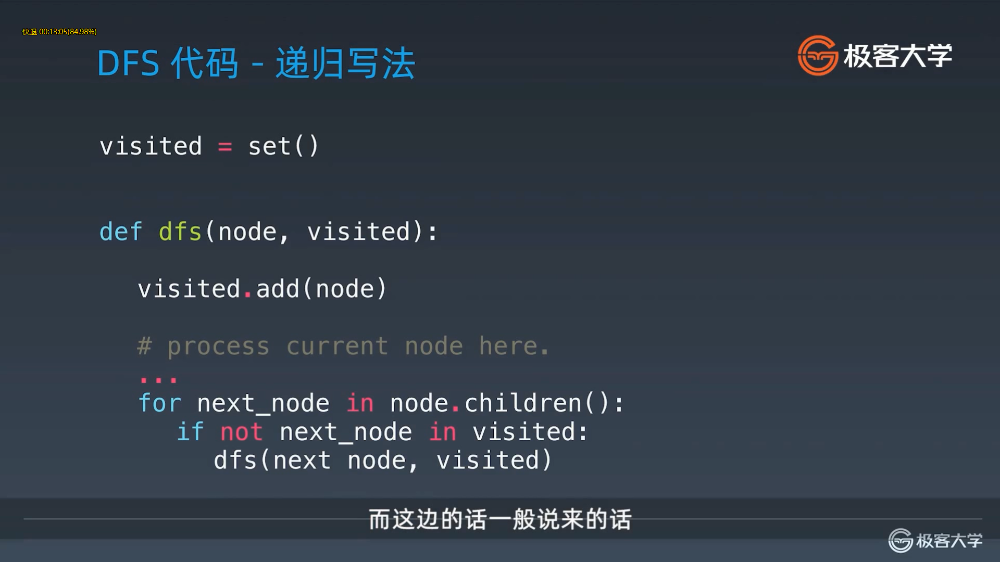 快退 00:13:05(84.98%)
DFS 代码 - 递归写法
极客大学
visited = set()
def dfs(node, visited):
visited.add(node)
# process current node here.
...
for next_node in node.children():
if not next_node in visited:
dfs(next node, visited)
而这边的话一般说来的话
极客大学